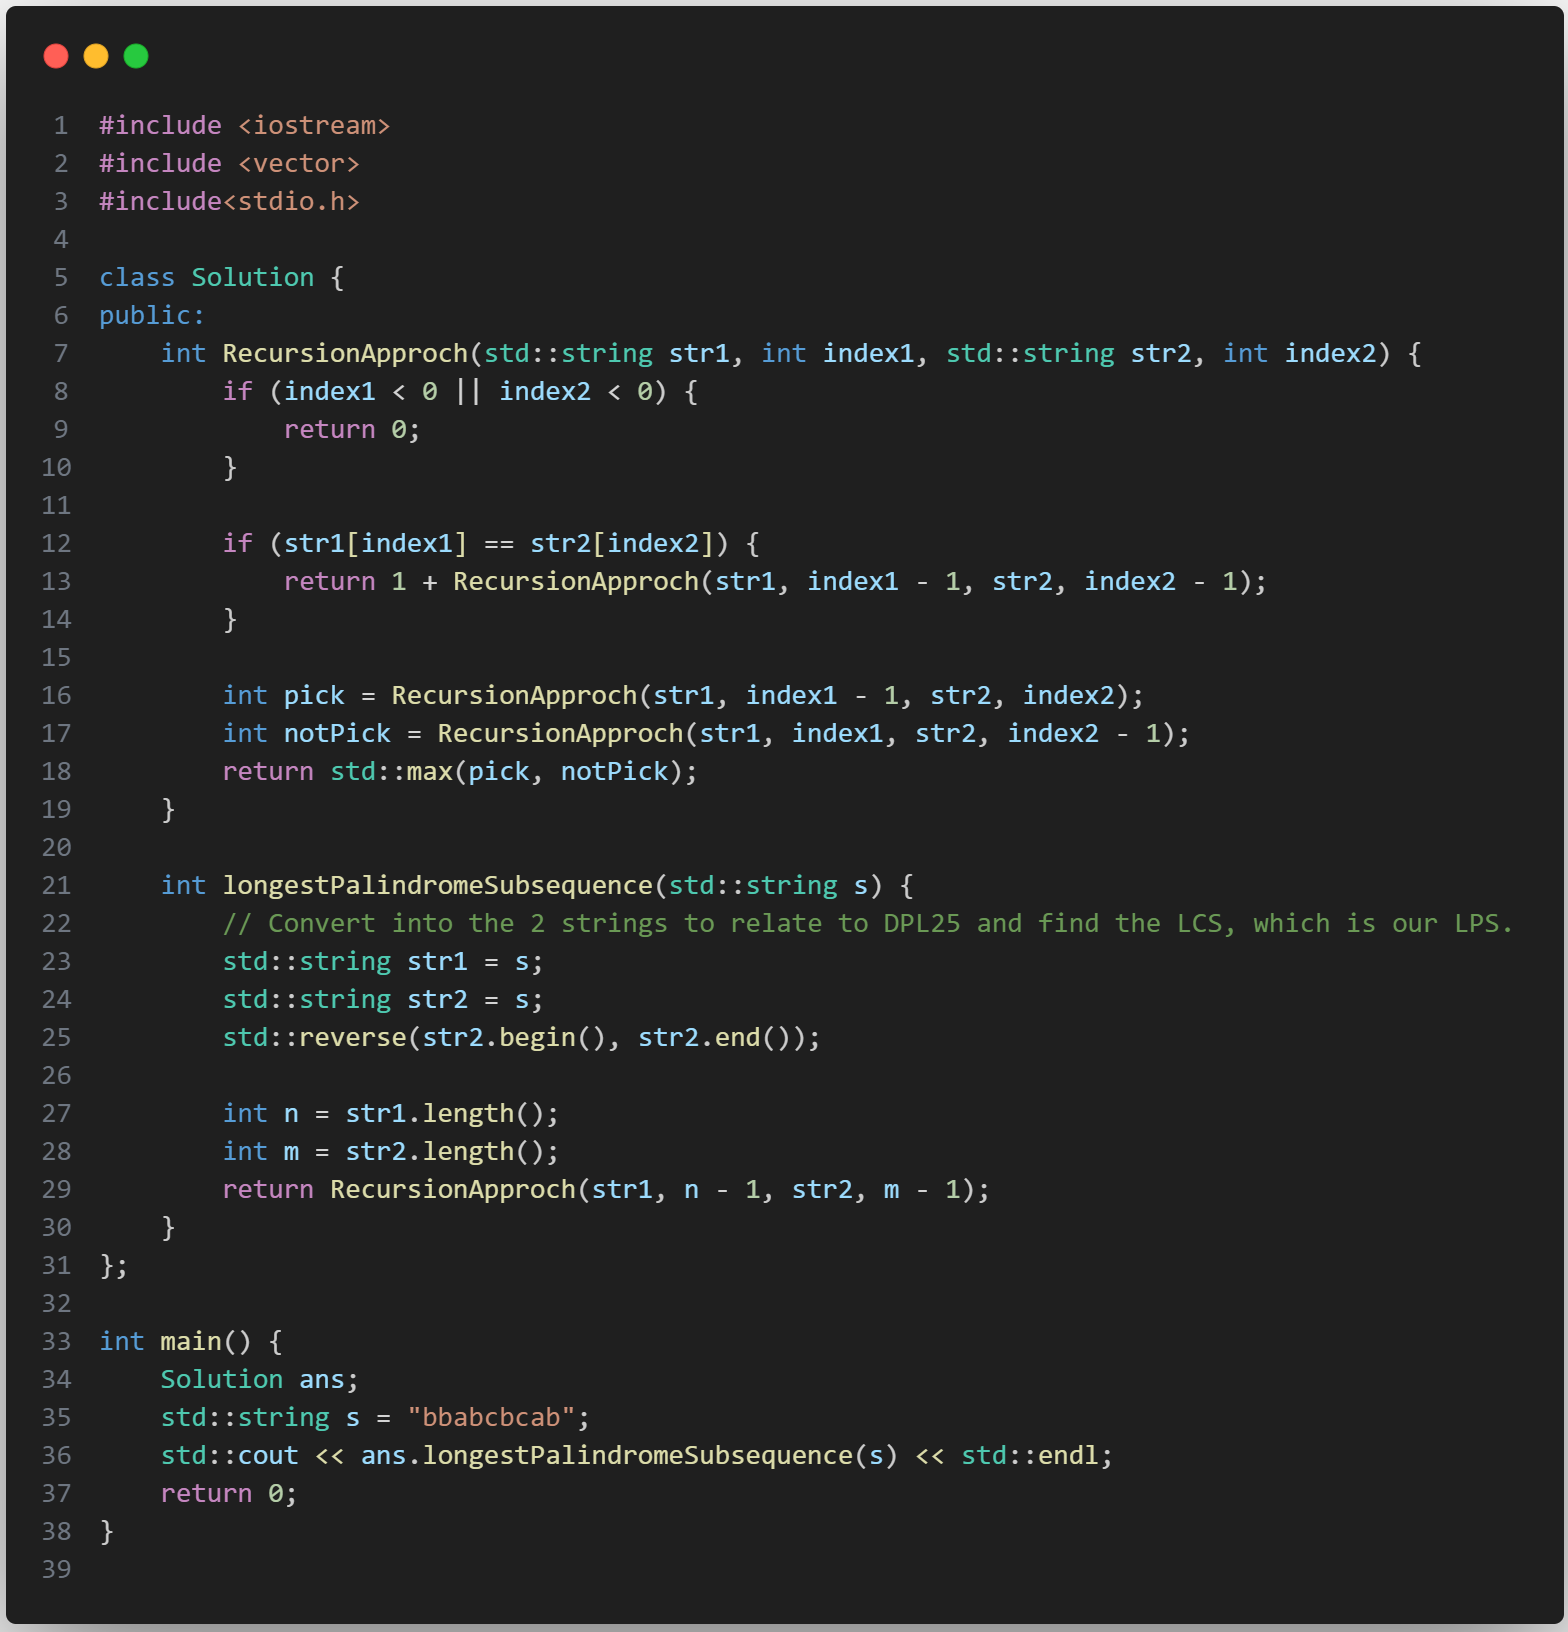 1 #include <iostream>
2 #include <vector>
3 #include<stdio.h>
4
5 class Solution {
6 public:
7     int RecursionApproch(std::string str1, int index1, std::string str2, int index2) {
8         if (index1 < 0 || index2 < 0) {
9             return 0;
10         }
11
12         if (str1[index1] == str2[index2]) {
13             return 1 + RecursionApproch(str1, index1 - 1, str2, index2 - 1);
14         }
15
16         int pick = RecursionApproch(str1, index1 - 1, str2, index2);
17         int notPick = RecursionApproch(str1, index1, str2, index2 - 1);
18         return std::max(pick, notPick);
19     }
20
21     int longestPalindromeSubsequence(std::string s) {
22         // Convert into the 2 strings to relate to DPL25 and find the LCS, which is our LPS.
23         std::string str1 = s;
24         std::string str2 = s;
25         std::reverse(str2.begin(), str2.end());
26
27         int n = str1.length();
28         int m = str2.length();
29         return RecursionApproch(str1, n - 1, str2, m - 1);
30     }
31 };
32
33 int main() {
34     Solution ans;
35     std::string s = "bbabcbcab";
36     std::cout << ans.longestPalindromeSubsequence(s) << std::endl;
37     return 0;
38 }
39